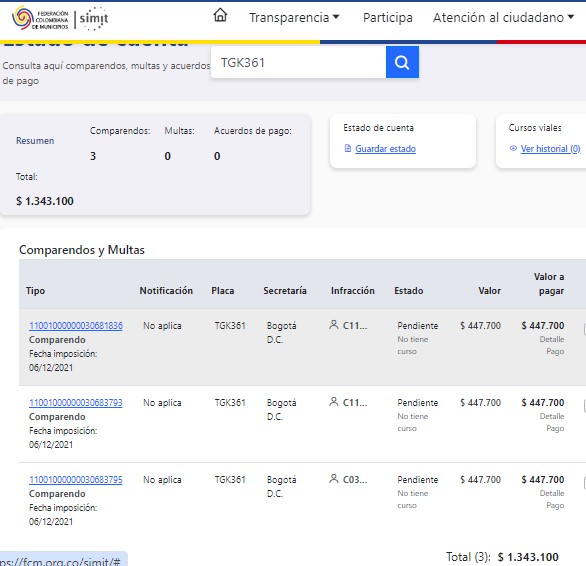 FEDERACIÓN
COLOMBIANA
DE MUNICIPIOS
simit
Transparencia
Participa
Atención al ciudadano
Estado de cuenta
Consulta aquí comparendos, multas y acuerdos
de pago
TGK361
Resumen
Comparendos: Multas: Acuerdos de pago:
3 0 0
Total:
$ 1.343.100
Estado de cuenta
Guardar estado
Cursos viales
Ver historial (0)
Comparendos y Multas
Tipo Notificación Placa Secretaría Infracción Estado Valor Valor a
pagar
11001000000030681836 No aplica TGK361 Bogotá C11... Pendiente $ 447.700 $ 447.700
Comparendo D.C. No tiene Detalle
Fecha imposición: curso Pago
06/12/2021
11001000000030683793 No aplica TGK361 Bogotá C11... Pendiente $ 447.700 $ 447.700
Comparendo D.C. No tiene Detalle
Fecha imposición: curso Pago
06/12/2021
11001000000030683795 No aplica TGK361 Bogotá C03... Pendiente $ 447.700 $ 447.700
Comparendo D.C. No tiene Detalle
Fecha imposición: curso Pago
06/12/2021
ps://fcm.org.co/simit/#
Total (3): $ 1.343.100